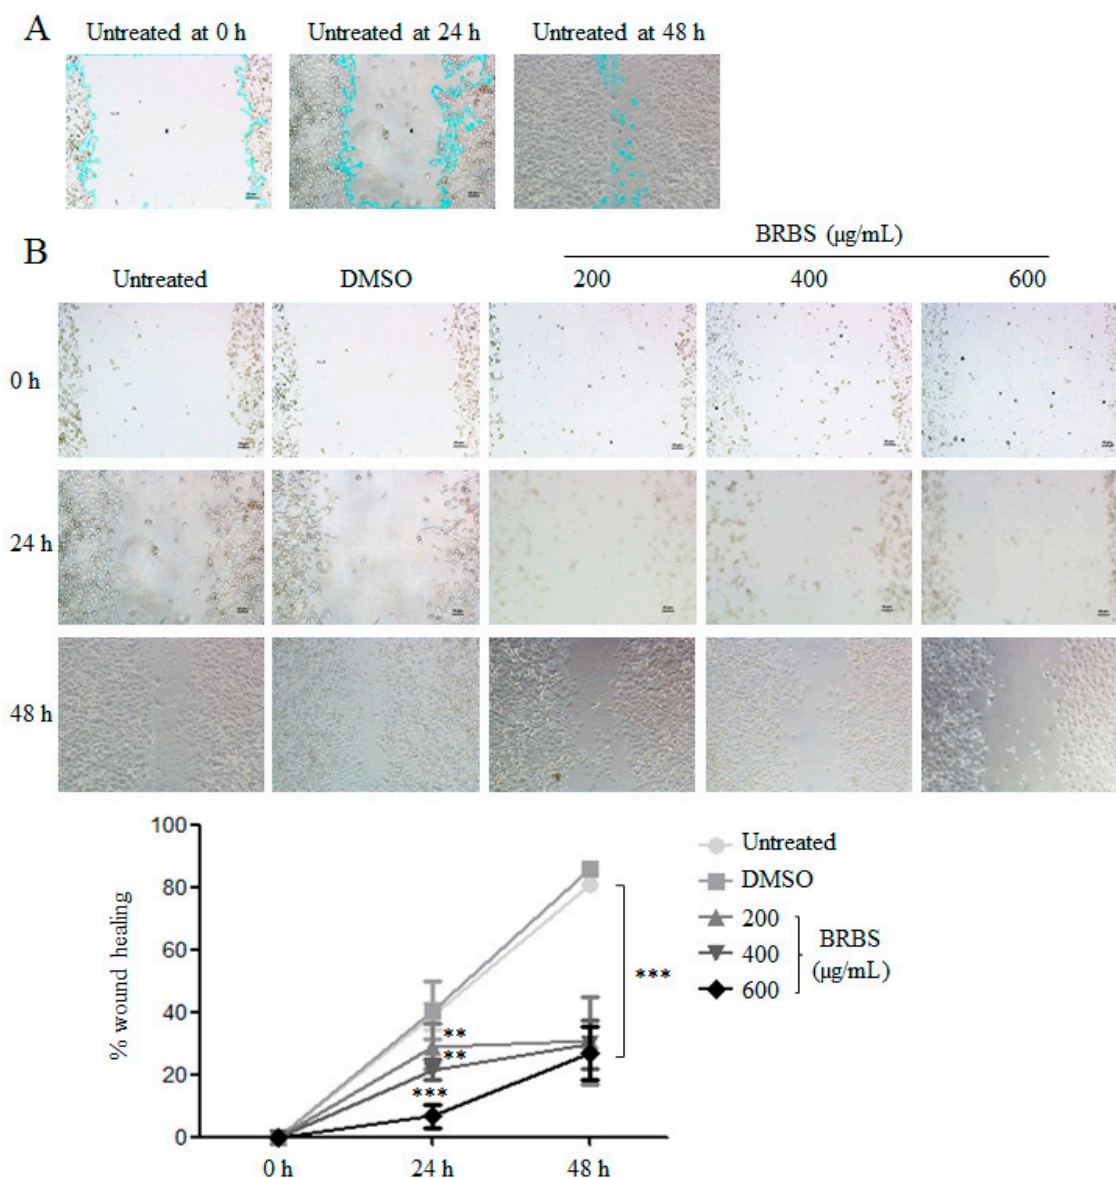 A
Untreated at 0 h
Untreated at 24 h
Untreated at 48 h
B
BRBS (µg/mL)
Untreated
DMSO
200
400
600
0 h
24 h
48 h
% wound healing
100
80
60
40
20
0
0 h
24 h
48 h
**
**
***
***
Untreated
DMSO
200
400
600
BRBS
(µg/mL)